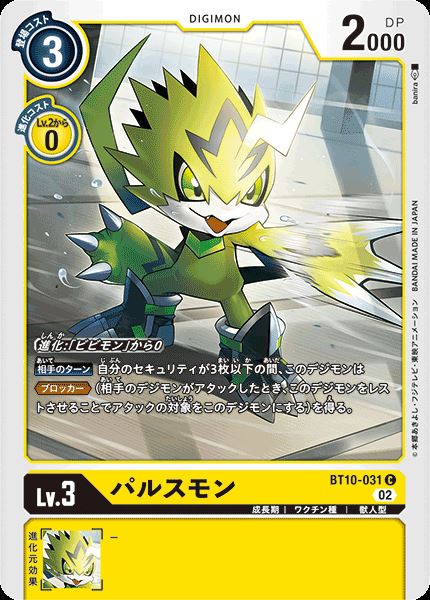 登場コスト
3
DIGIMON
DP
2000
進化コスト
Lv.2から
0
banira
BANDAI MADE IN JAPAN
©本郷あきよし・フジテレビ・東映アニメーション
【進化:「ビビモン」から0】
相手のターン 自分のセキュリティが3枚以下の間、このデジモンは
ブロッカー(相手のデジモンがアタックしたとき、このデジモンをレス
トさせることでアタックの対象をこのデジモンにする)を得る。
BT10-031 C
Lv.3
パルスモン
02
成長期 ワクチン種 獣人型
進化元効果
ー